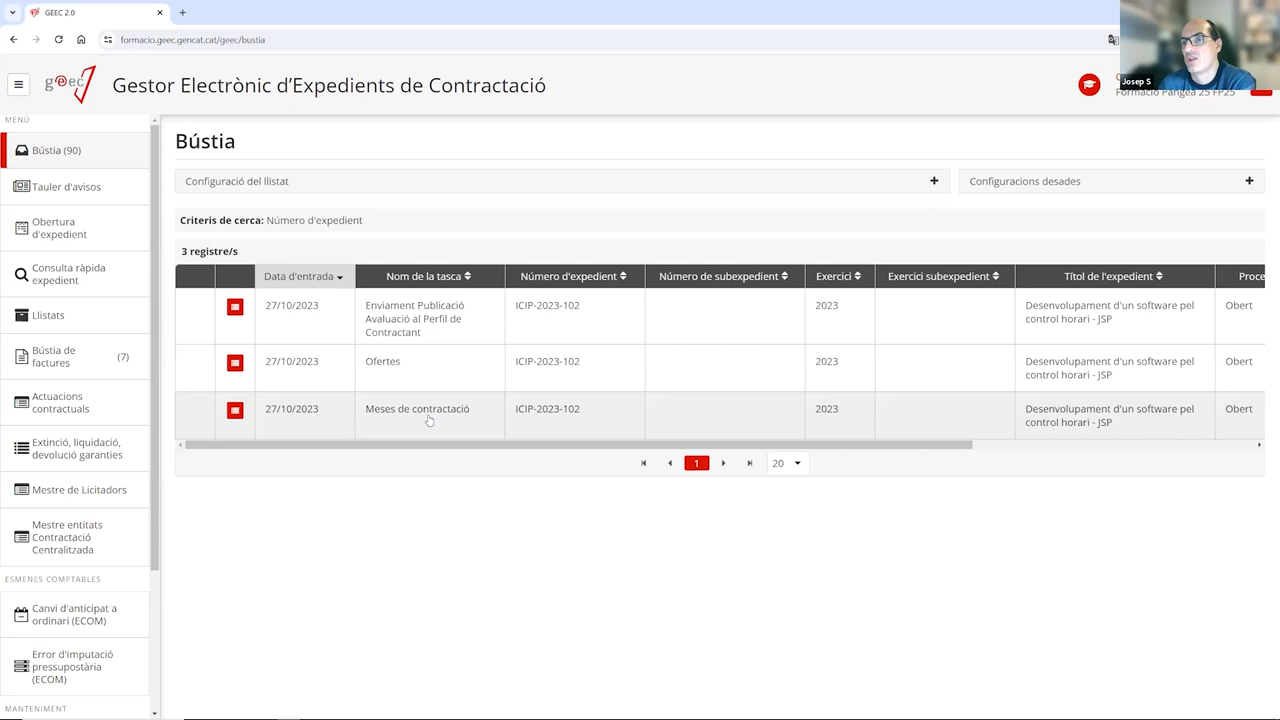 GEEC 2.0
formacio.geec.gencat.cat/geec/bustia
geec
Gestor Electrònic d'Expedients de Contractació
Josep S
Formació Pangea 25 FP25
MENÚ
Bústia (90)
Tauler d'avisos
Obertura
d'expedient
Consulta ràpida
expedient
Llistats
Bústia de
factures
(7)
Actuacions
contractuals
Extinció, liquidació,
devolució garanties
Mestre de Licitadors
Mestre entitats
Contractació
Centralitzada
ESMENES COMPTABLES
Canvi d'anticipat a
ordinari (ECOM)
Error d'imputació
pressupostària
(ECOM)
MANTENIMENT
Bústia
Configuració del llistat
Configuracions desades
Criteris de cerca: Número d'expedient
3 registre/s
Data d'entrada Nom de la tasca Número d'expedient Número de subexpedient Exercici Exercici subexpedient Títol de l'expedient Proce
27/10/2023
Enviament Publicació
Avaluació al Perfil de
Contractant
ICIP-2023-102
2023
Desenvolupament d'un software pel
control horari - JSP
Obert
27/10/2023
Ofertes
ICIP-2023-102
2023
Desenvolupament d'un software pel
control horari - JSP
27/10/2023
Meses de contractació
ICIP-2023-102
2023
Desenvolupament d'un software pel
control horari - JSP
Obert
1
20